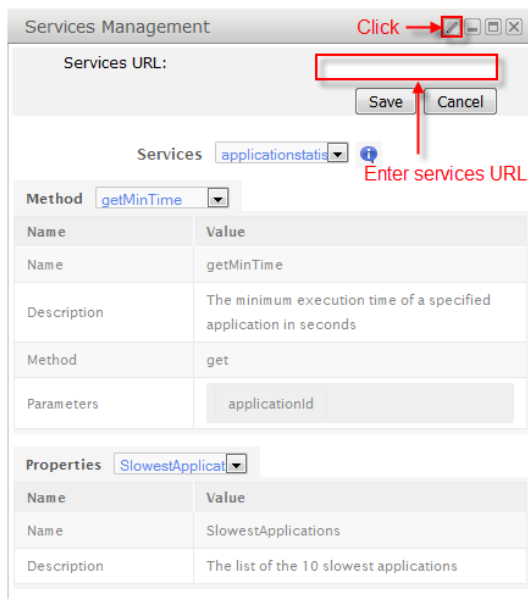 Services Management Click
Services URL:
Save Cancel
Services applicationstatis
Enter services URL
Method getMinTime
Name Value
Name getMinTime
Description The minimum execution time of a specified
application in seconds
Method get
Parameters applicationId
Properties SlowestApplicat
Name Value
Name SlowestApplications
Description The list of the 10 slowest applications